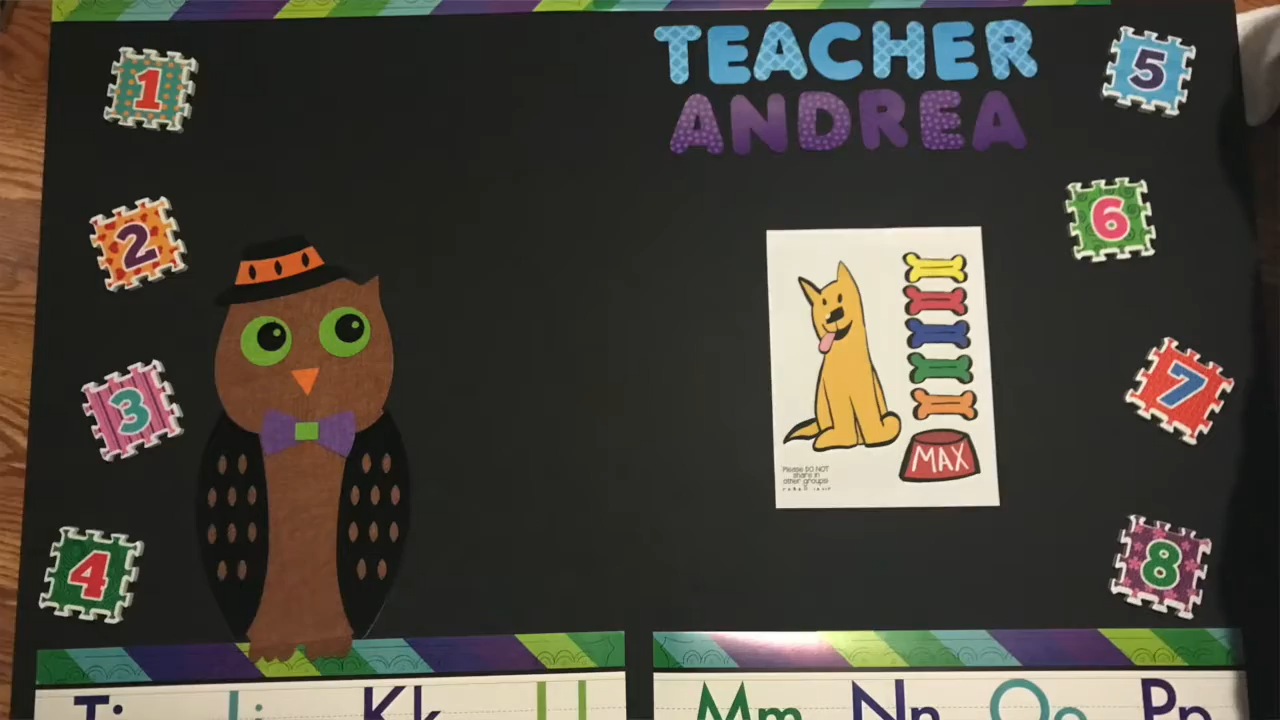 TEACHER
ANDREA
1
2
3
4
5
6
7
8
MAX
Please DO NOT
share in
other groups
Kk
Mm Nn Oo Pp